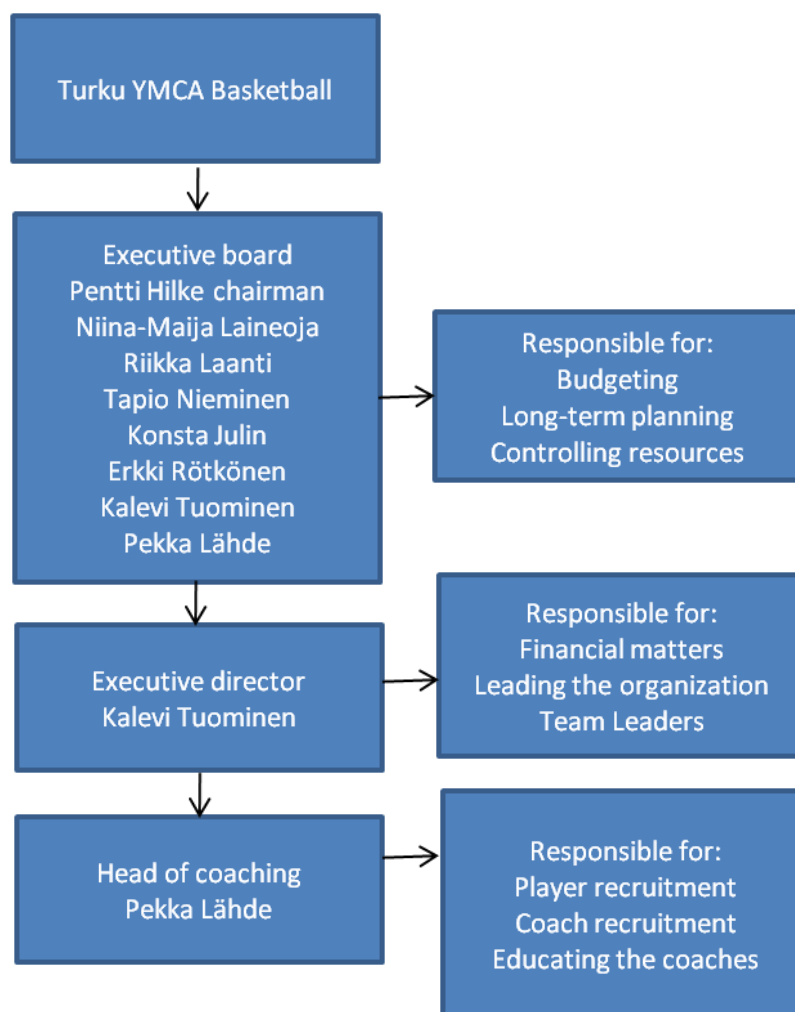 Turku YMCA Basketball
Executive board
Pentti Hilke chairman
Niina-Maija Laineoja
Riikka Laanti
Tapio Nieminen
Konsta Julin
Erkki Rötkönen
Kalevi Tuominen
Pekka Lähde
Responsible for:
Budgeting
Long-term planning
Controlling resources
Executive director
Kalevi Tuominen
Responsible for:
Financial matters
Leading the organization
Team Leaders
Head of coaching
Pekka Lähde
Responsible for:
Player recruitment
Coach recruitment
Educating the coaches